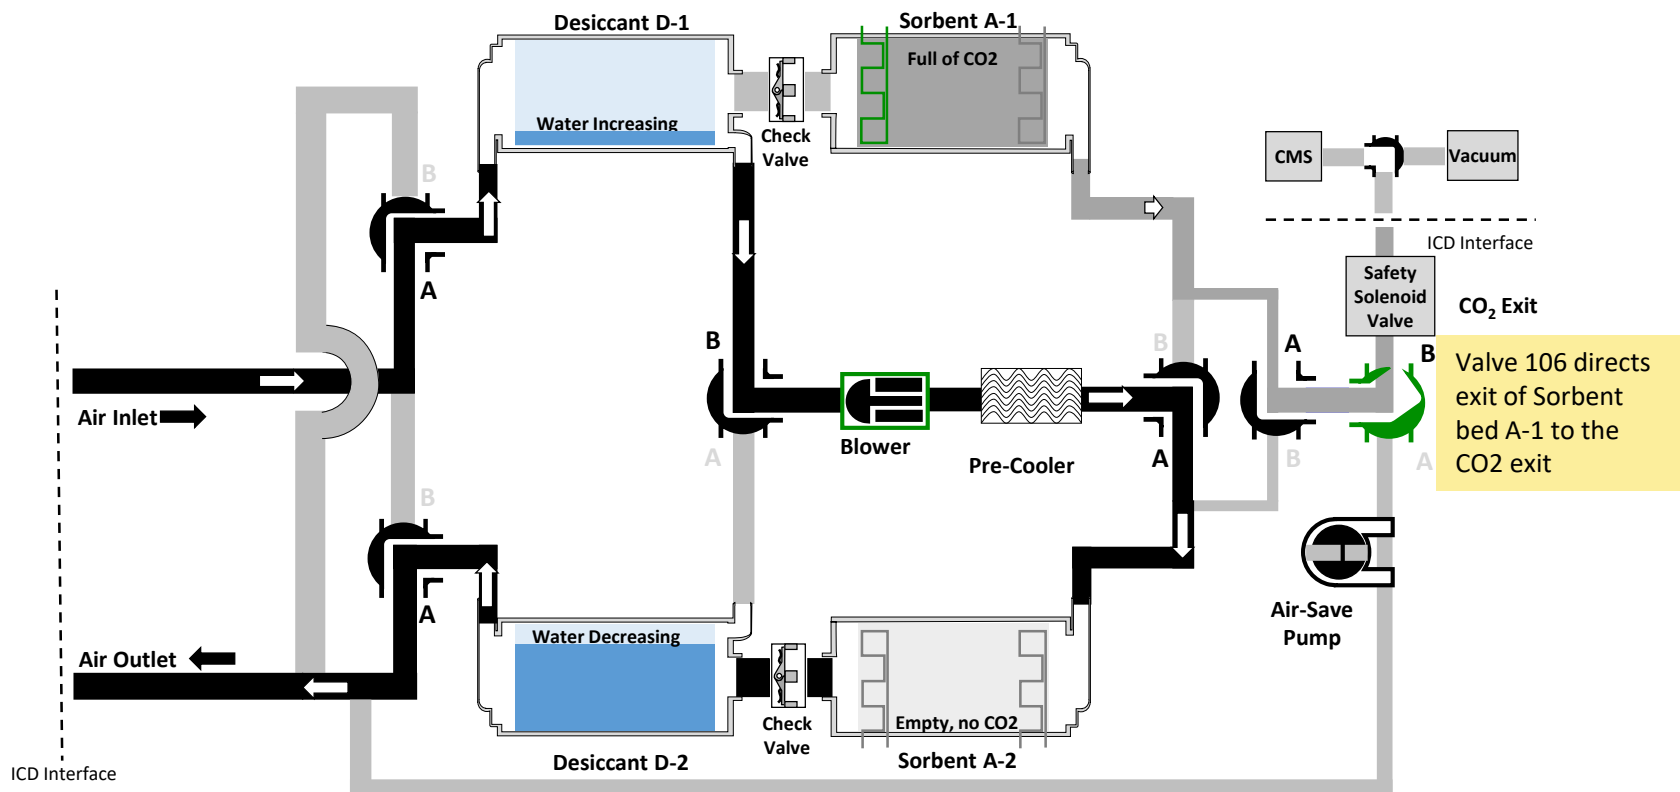 Desiccant D-1
Sorbent A-1
Full of CO2
Water Increasing
Check
Valve
CMS
Vacuum
B
ICD Interface
A
Safety
Solenoid
Valve
CO₂ Exit
B
B
A
B
Valve 106 directs
exit of Sorbent
bed A-1 to the
CO2 exit
Air Inlet
Blower
Pre-Cooler
A
A
B
A
B
A
Air-Save
Pump
Water Decreasing
Air Outlet
Check
Valve
Empty, no CO2
Desiccant D-2
Sorbent A-2
ICD Interface